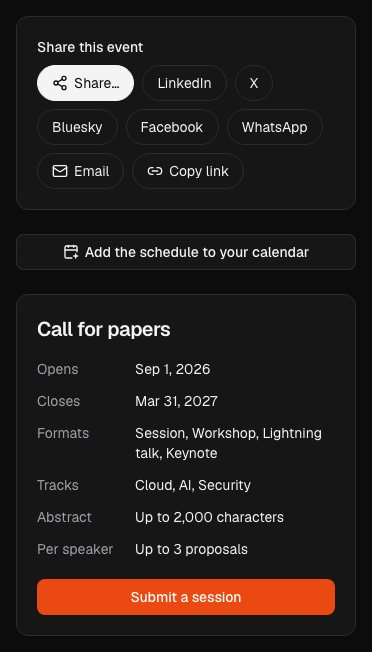 Share this event
Share...
LinkedIn
X
Bluesky
Facebook
WhatsApp
Email
Copy link
Add the schedule to your calendar
Call for papers
Opens
Sep 1, 2026
Closes
Mar 31, 2027
Formats
Session, Workshop, Lightning
talk, Keynote
Tracks
Cloud, AI, Security
Abstract
Up to 2,000 characters
Per speaker
Up to 3 proposals
Submit a session